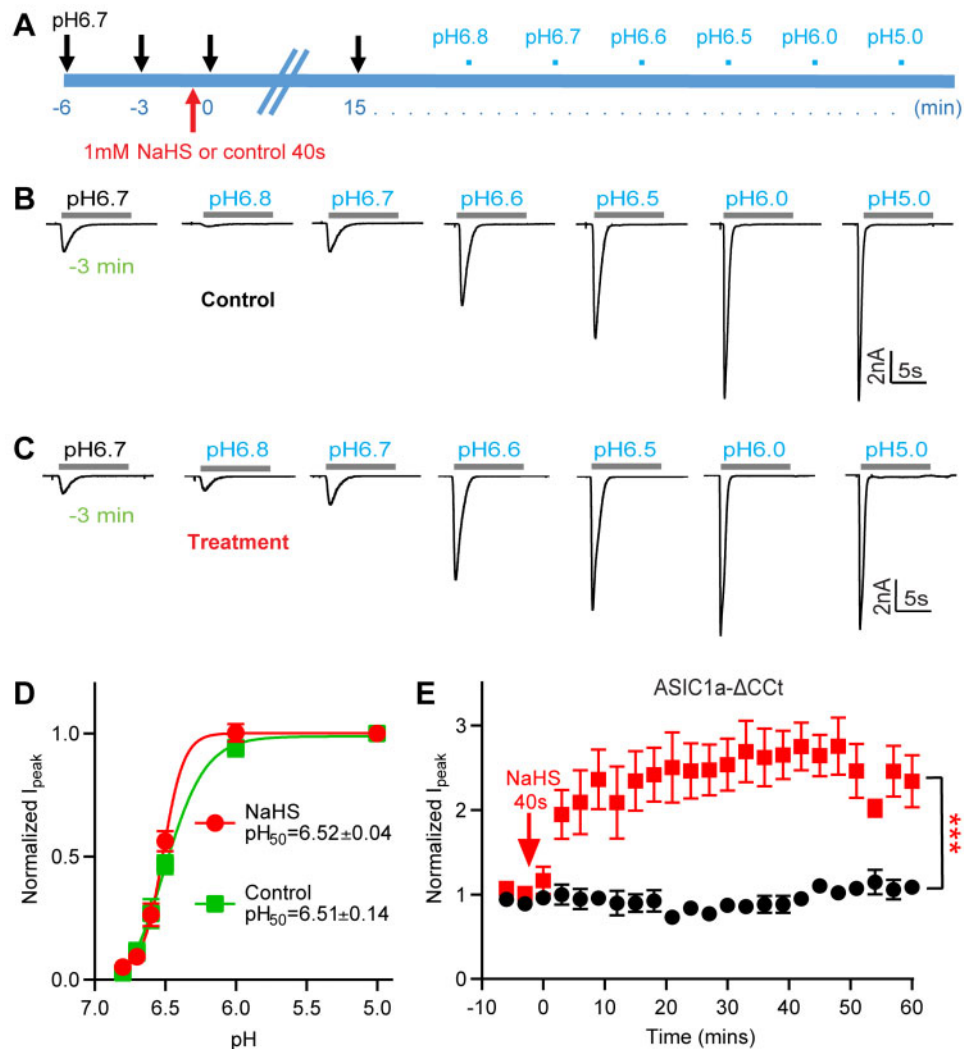 A
pH6.7
pH6.8 pH6.7 pH6.6 pH6.5 pH6.0 pH5.0
-6 -3 0 15 (min)
1mM NaHS or control 40s
B
pH6.7 pH6.8 pH6.7 pH6.6 pH6.5 pH6.0 pH5.0
-3 min
Control
2nA 5s
C
pH6.7 pH6.8 pH6.7 pH6.6 pH6.5 pH6.0 pH5.0
-3 min
Treatment
2nA 5s
D
Normalized Ipeak
1.0
0.5
0.0
NaHS
pH50=6.52±0.04
Control
pH50=6.51±0.14
7.0 6.5 6.0 5.5 5.0
pH
E
ASIC1a-ΔCCt
Normalized Ipeak
3
2
1
0
NaHS
40s
***
-10 0 10 20 30 40 50 60
Time (mins)